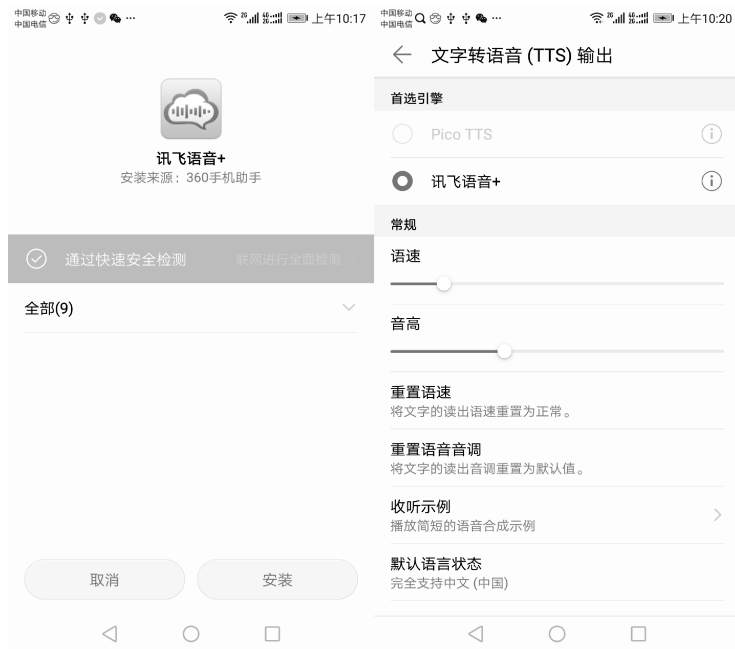 中国移动
中国电信
2G
4G
2G
上午10:17
讯飞语音+
安装来源：360手机助手
通过快速安全检测
联网进行全面检测
全部(9)
取消
安装
中国移动
中国电信
2G
4G
2G
上午10:20
文字转语音 (TTS) 输出
首选引擎
Pico TTS
讯飞语音+
常规
语速
音高
重置语速
将文字的读出语速重置为正常。
重置语音音调
将文字的读出音调重置为默认值。
收听示例
播放简短的语音合成示例
默认语言状态
完全支持中文 (中国)